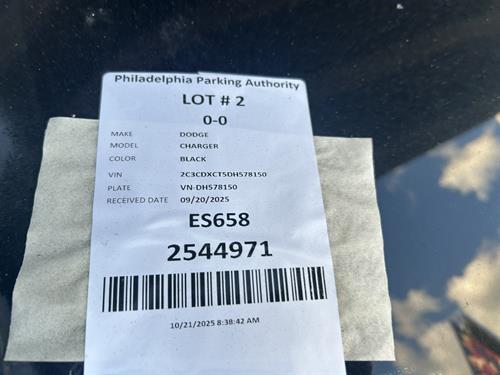 Philadelphia Parking Authority
LOT # 2
0-0
MAKE DODGE
MODEL CHARGER
COLOR BLACK
VIN 2C3CDXCT5DH578150
PLATE VN-DH578150
RECEIVED DATE 09/20/2025
ES658
2544971
10/21/2025 8:38:42 AM